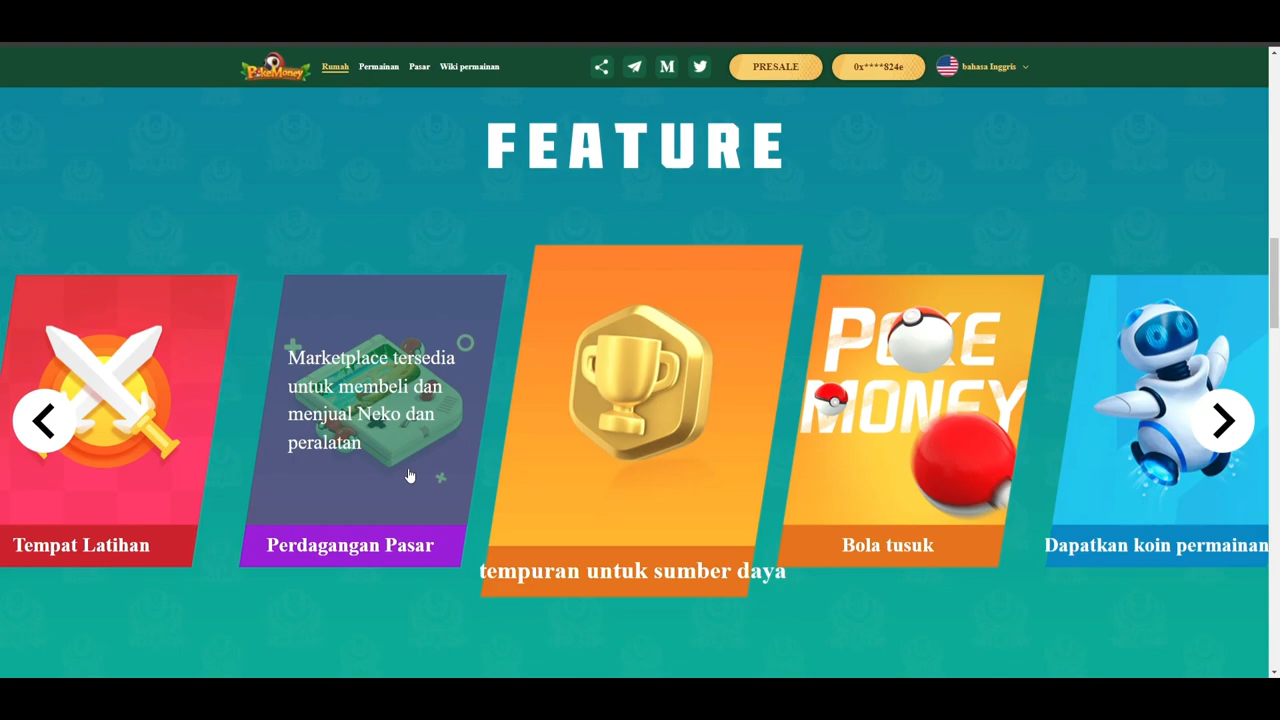 PokeMoney
Rumah Permainan Pasar Wiki permainan
M
PRESALE
0x****824e
bahasa Inggris
FEATURE
Marketplace tersedia
untuk membeli dan
menjual Neko dan
peralatan
POKE
MONEY
Tempat Latihan
Perdagangan Pasar
tempuran untuk sumber daya
Bola tusuk
Dapatkan koin permainan